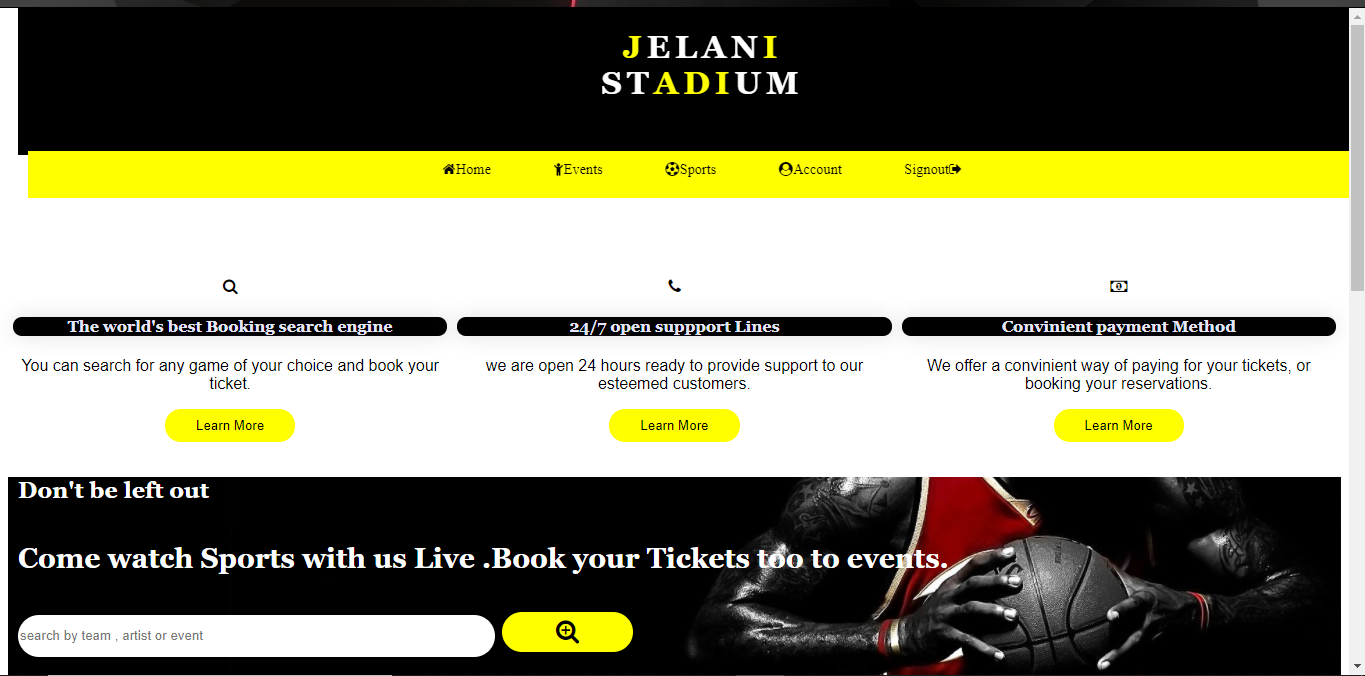 JELANI
STADIUM
Home Events Sports Account Signout
The world's best Booking search engine
You can search for any game of your choice and book your
ticket.
Learn More
24/7 open suppport Lines
we are open 24 hours ready to provide support to our
esteemed customers.
Learn More
Convinient payment Method
We offer a convinient way of paying for your tickets, or
booking your reservations.
Learn More
Don't be left out
Come watch Sports with us Live .Book your Tickets too to events.
search by team , artist or event